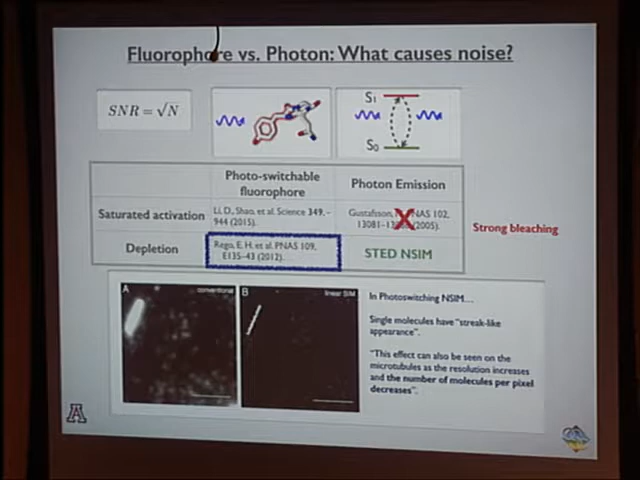 Fluorophore vs. Photon: What causes noise?
SNR = √N
S1
S0
Photo-switchable
fluorophore
Photon Emission
Saturated activation
Li, D., Shao, et al. Science 349, -
944 (2015).
Gustafsson, NAS 102,
13081-13 (2005).
Strong bleaching
Depletion
Rego, E. H. et al. PNAS 109,
E135-43 (2012).
STED NSIM
A
conventional
B
linear SIM
In Photoswitching NSIM…
Single molecules have "streak-like
appearance".
"This effect can also be seen on the
microtubules as the resolution increases
and the number of molecules per pixel
decreases".
A